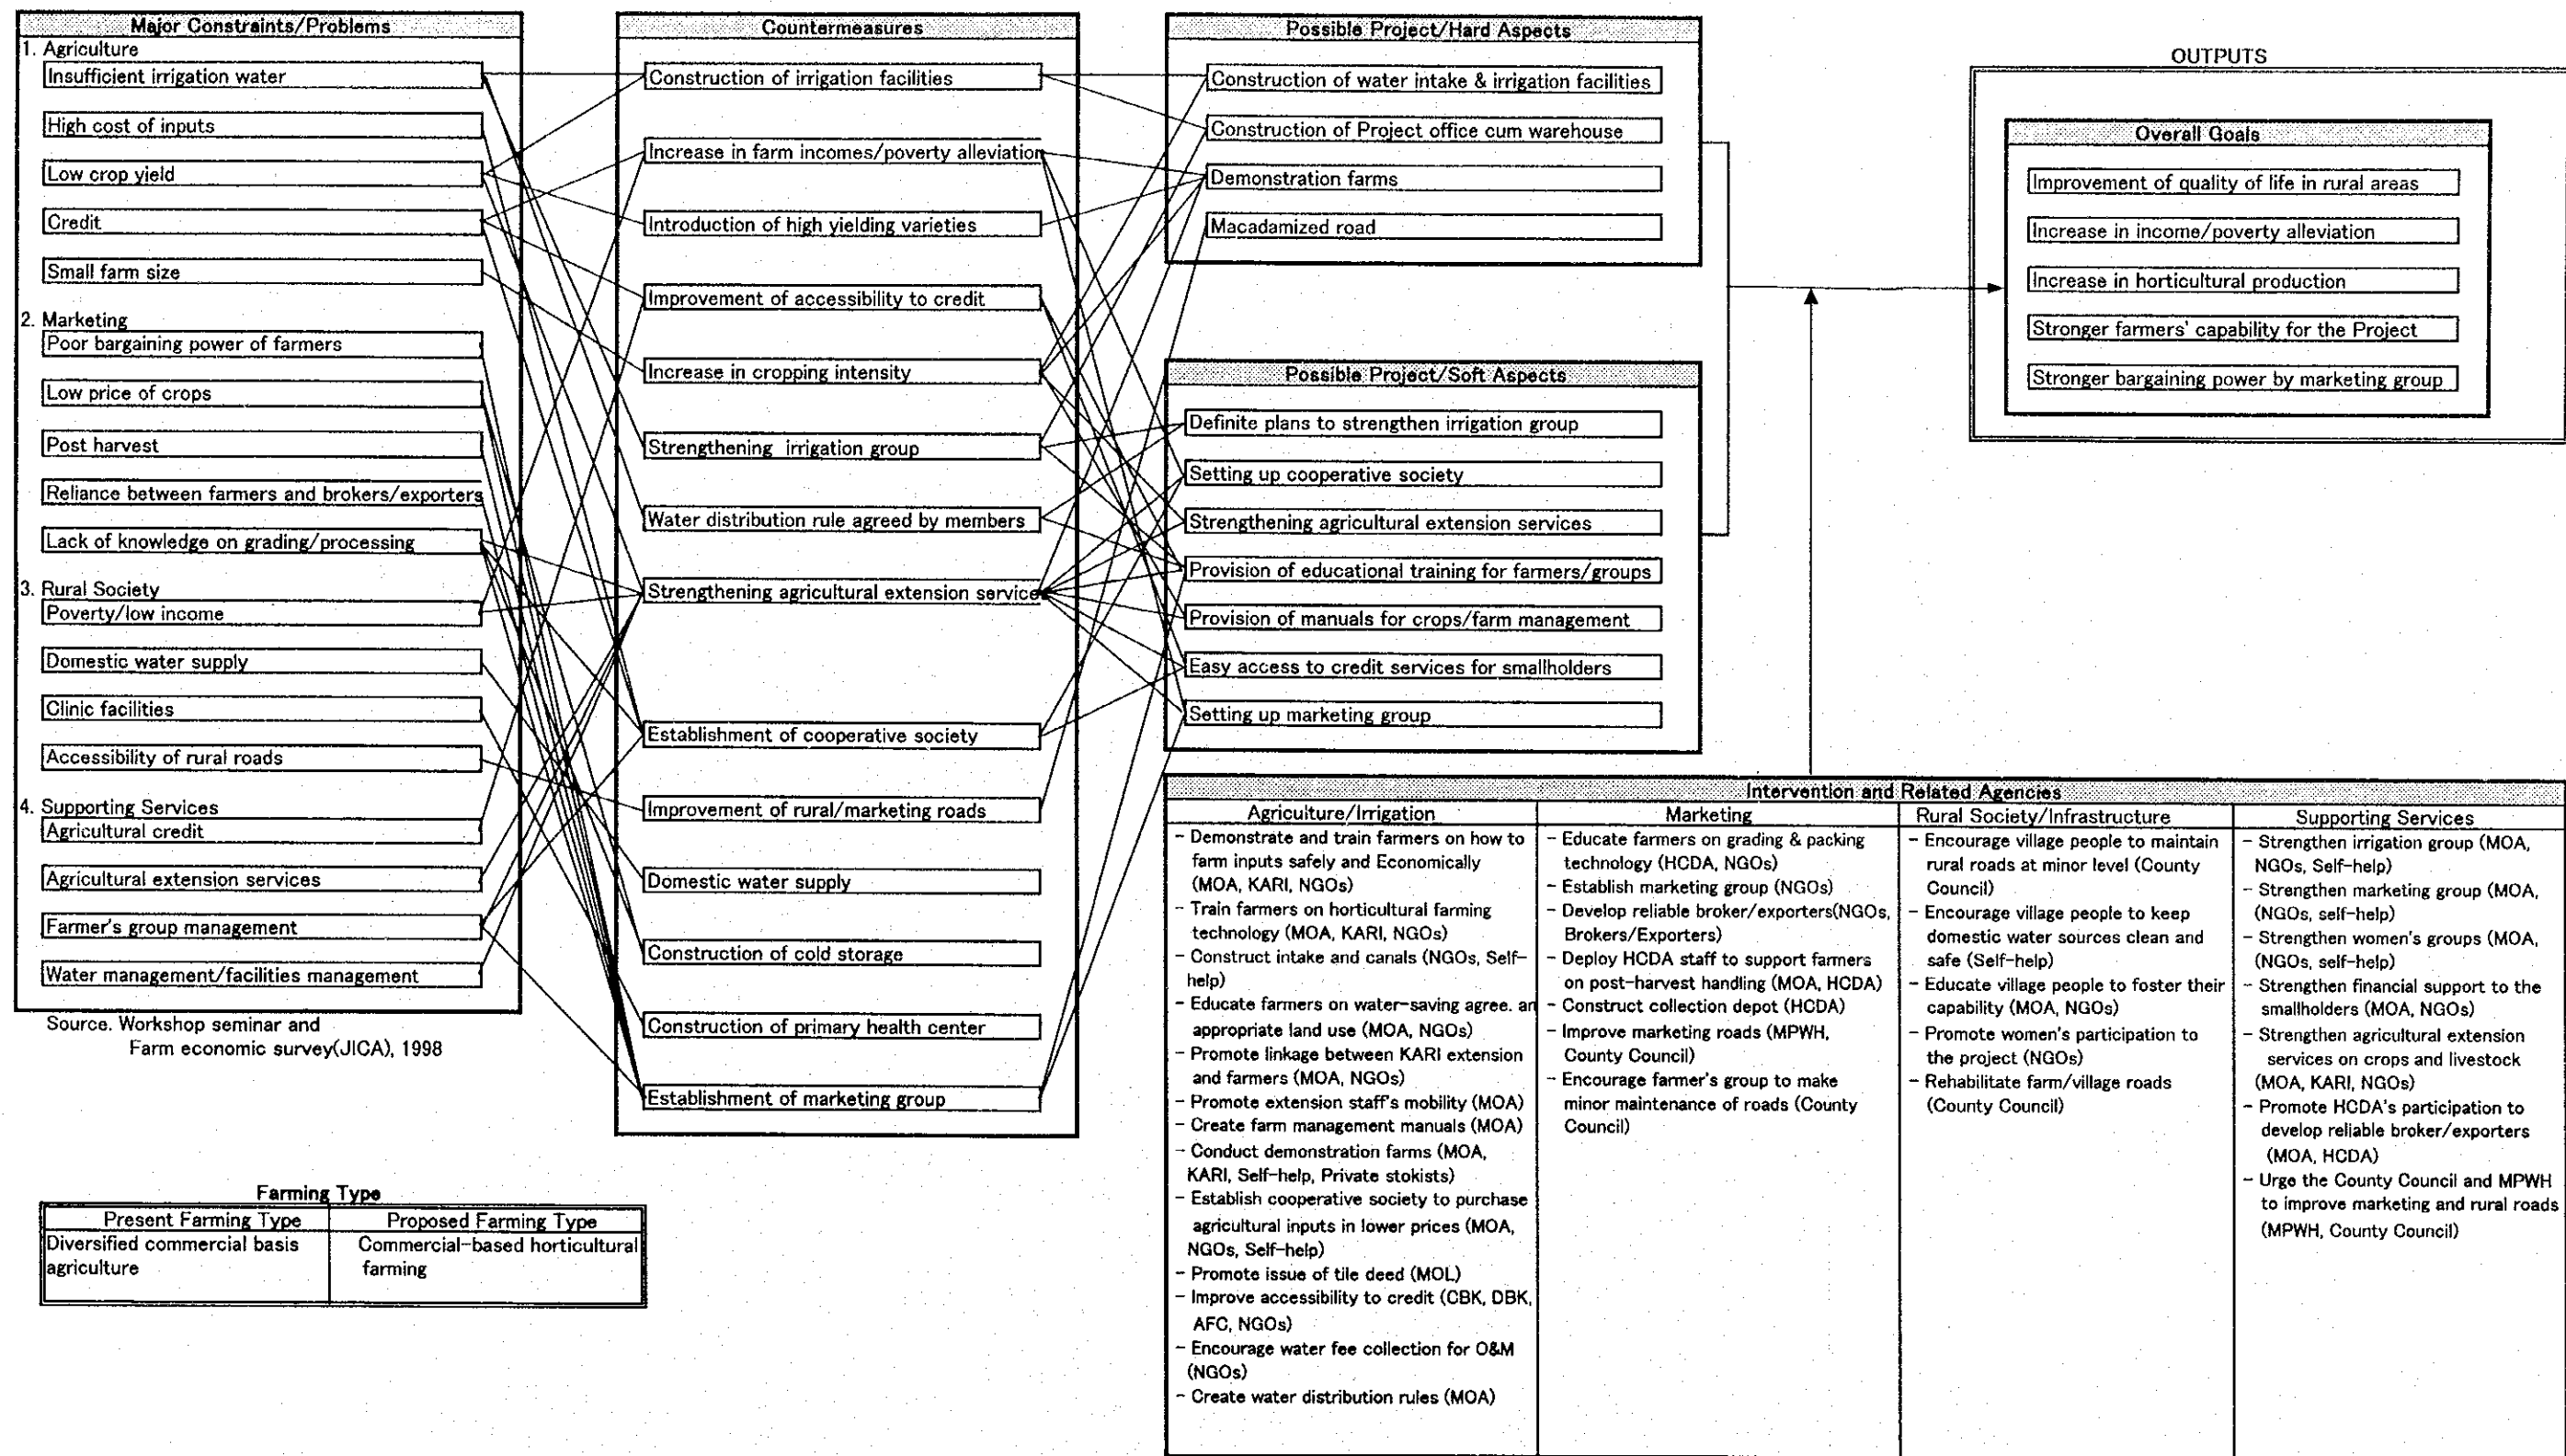 Major Constraints/Problems
1. Agriculture
Insufficient irrigation water
High cost of inputs
Low crop yield
Credit
Small farm size
2. Marketing
Poor bargaining power of farmers
Low price of crops
Post harvest
Reliance between farmers and brokers/exporters
Lack of knowledge on grading/processing
3. Rural Society
Poverty/low income
Domestic water supply
Clinic facilities
Accessibility of rural roads
4. Supporting Services
Agricultural credit
Agricultural extension services
Farmer's group management
Water management/facilities management
Source. Workshop seminar and
Farm economic survey(JICA), 1998
Countermeasures
Construction of irrigation facilities
Increase in farm incomes/poverty alleviation
Introduction of high yielding varieties
Improvement of accessibility to credit
Increase in cropping intensity
Strengthening irrigation group
Water distribution rule agreed by members
Strengthening agricultural extension service
Establishment of cooperative society
Improvement of rural/marketing roads
Domestic water supply
Construction of cold storage
Construction of primary health center
Establishment of marketing group
Possible Project/Hard Aspects
Construction of water intake & irrigation facilities
Construction of Project office cum warehouse
Demonstration farms
Macadamized road
Possible Project/Soft Aspects
Definite plans to strengthen irrigation group
Setting up cooperative society
Strengthening agricultural extension services
Provision of educational training for farmers/groups
Provision of manuals for crops/farm management
Easy access to credit services for smallholders
Setting up marketing group
OUTPUTS
Overall Goals
Improvement of quality of life in rural areas
Increase in income/poverty alleviation
Increase in horticultural production
Stronger farmers' capability for the Project
Stronger bargaining power by marketing group
Intervention and Related Agencies
Agriculture/Irrigation
- Demonstrate and train farmers on how to
farm inputs safely and Economically
(MOA, KARI, NGOs)
- Train farmers on horticultural farming
technology (MOA, KARI, NGOs)
- Construct intake and canals (NGOs, Self-
help)
- Educate farmers on water-saving agree. an
appropriate land use (MOA, NGOs)
- Promote linkage between KARI extension
and farmers (MOA, NGOs)
- Promote extension staff's mobility (MOA)
- Create farm management manuals (MOA)
- Conduct demonstration farms (MOA,
KARI, Self-help, Private stokists)
- Establish cooperative society to purchase
agricultural inputs in lower prices (MOA,
NGOs, Self-help)
- Promote issue of tile deed (MOL)
- Improve accessibility to credit (CBK, DBK,
AFC, NGOs)
- Encourage water fee collection for O&M
(NGOs)
- Create water distribution rules (MOA)
Marketing
- Educate farmers on grading & packing
technology (HCDA, NGOs)
- Establish marketing group (NGOs)
- Develop reliable broker/exporters(NGOs,
Brokers/Exporters)
- Deploy HCDA staff to support farmers
on post-harvest handling (MOA, HCDA)
- Construct collection depot (HCDA)
- Improve marketing roads (MPWH,
County Council)
- Encourage farmer's group to make
minor maintenance of roads (County
Council)
Rural Society/Infrastructure
- Encourage village people to maintain
rural roads at minor level (County
Council)
- Encourage village people to keep
domestic water sources clean and
safe (Self-help)
- Educate village people to foster their
capability (MOA, NGOs)
- Promote women's participation to
the project (NGOs)
- Rehabilitate farm/village roads
(County Council)
Supporting Services
- Strengthen irrigation group (MOA,
NGOs, Self-help)
- Strengthen marketing group (MOA,
(NGOs, self-help)
- Strengthen women's groups (MOA,
(NGOs, self-help)
- Strengthen financial support to the
smallholders (MOA, NGOs)
- Strengthen agricultural extension
services on crops and livestock
(MOA, KARI, NGOs)
- Promote HCDA's participation to
develop reliable broker/exporters
(MOA, HCDA)
- Urge the County Council and MPWH
to improve marketing and rural roads
(MPWH, County Council)
Farming Type
Present Farming Type
Proposed Farming Type
Diversified commercial basis
agriculture
Commercial-based horticultural
farming